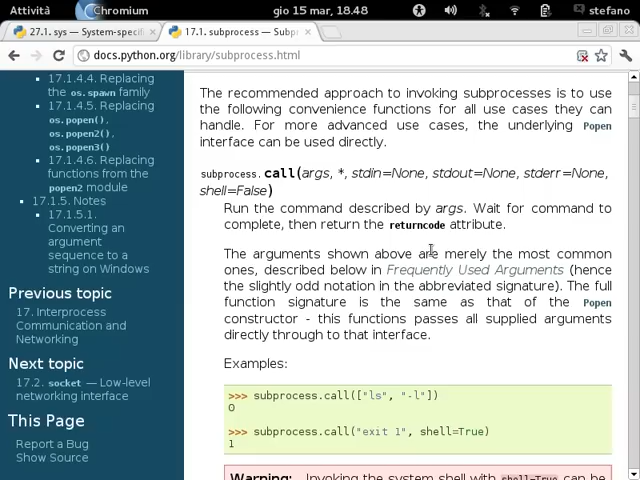 Attività Chromium gio 15 mar, 18.48 stefano
27.1. sys — System-specifi
17.1. subprocess — Subpr
docs.python.org/library/subprocess.html
17.1.4.4. Replacing
the os.spawn family
17.1.4.5. Replacing
os.popen(),
os.popen2(),
os.popen3()
17.1.4.6. Replacing
functions from the
popen2 module
17.1.5. Notes
17.1.5.1.
Converting an
argument
sequence to a
string on Windows
Previous topic
17. Interprocess
Communication and
Networking
Next topic
17.2. socket — Low-level
networking interface
This Page
Report a Bug
Show Source
The recommended approach to invoking subprocesses is to use
the following convenience functions for all use cases they can
handle. For more advanced use cases, the underlying Popen
interface can be used directly.
subprocess.call(args, *, stdin=None, stdout=None, stderr=None,
shell=False)
Run the command described by args. Wait for command to
complete, then return the returncode attribute.
The arguments shown above are merely the most common
ones, described below in Frequently Used Arguments (hence
the slightly odd notation in the abbreviated signature). The full
function signature is the same as that of the Popen
constructor - this functions passes all supplied arguments
directly through to that interface.
Examples:
>>> subprocess.call(["ls", "-l"])
0
>>> subprocess.call("exit 1", shell=True)
1
Warning: Invoking the system shell with shell=True can be